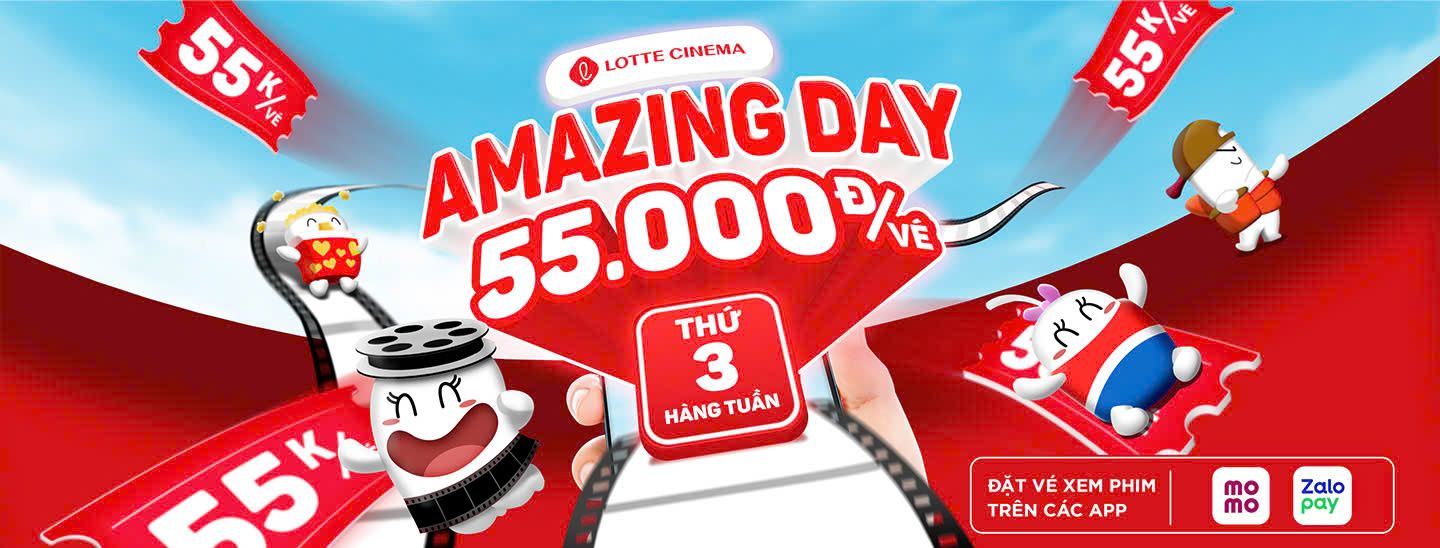 55K/VÉ
55K/VÉ
LOTTE CINEMA
AMAZING DAY
55.000Đ/VÉ
THỨ
3
HÀNG TUẦN
55K/
ĐẶT VÉ XEM PHIM
TRÊN CÁC APP
mo
mo
Zalo
pay